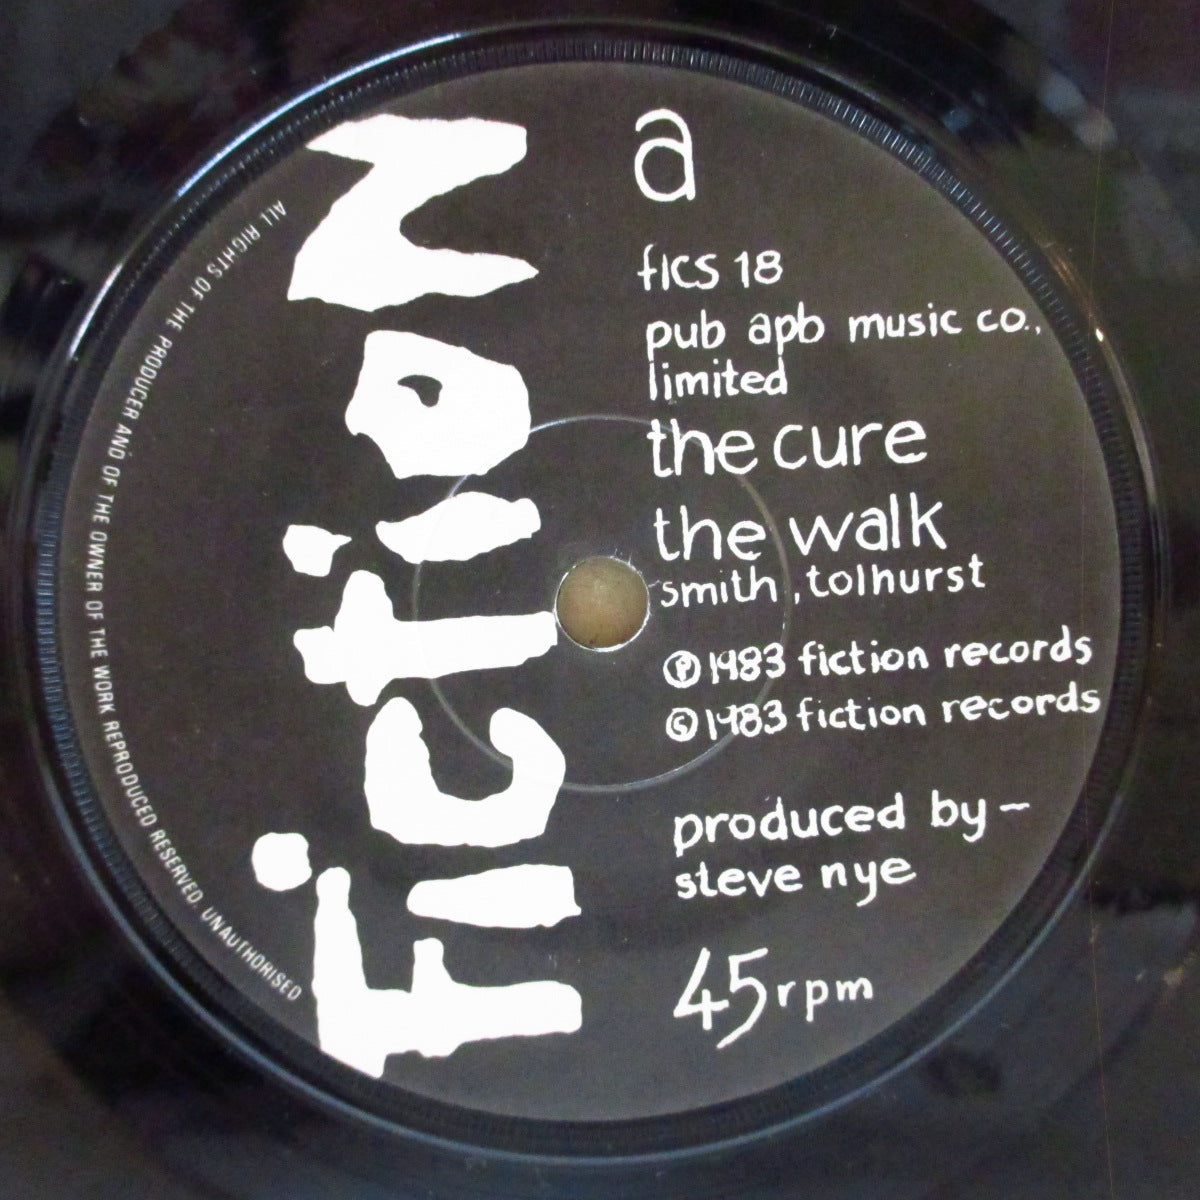 fictioN
a
fics 18
pub apb music co.,
limited
the cure
the walk
smith, tolhurst
℗ 1983 fiction records
© 1983 fiction records
produced by –
steve nye
45 rpm
ALL RIGHTS OF THE PRODUCER AND OF THE OWNER OF THE WORK REPRODUCED RESERVED. UNAUTHORISED